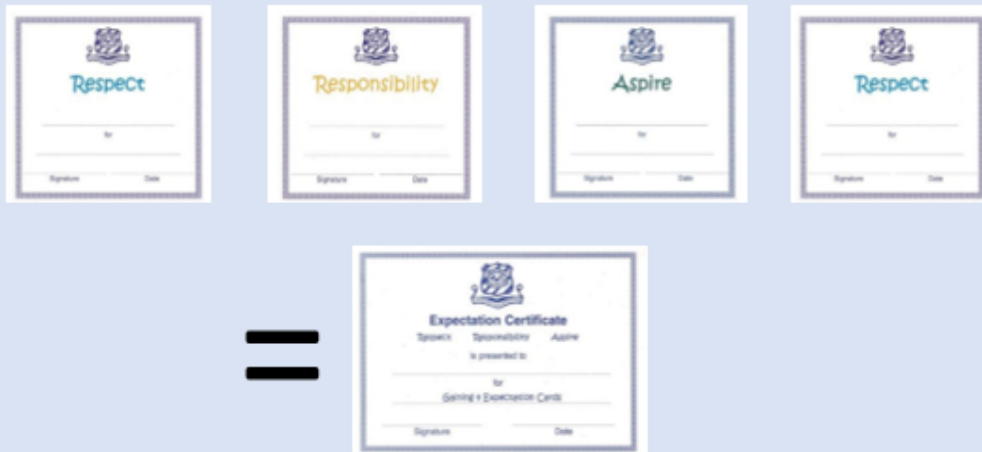 Respect
for
Signature Date
Responsibility
for
Signature Date
Aspire
for
Signature Date
Respect
for
Signature Date
=
Expectation Certificate
Respect Responsibility Aspire
is presented to
for
Gaining 4 Expectation Cards
Signature Date